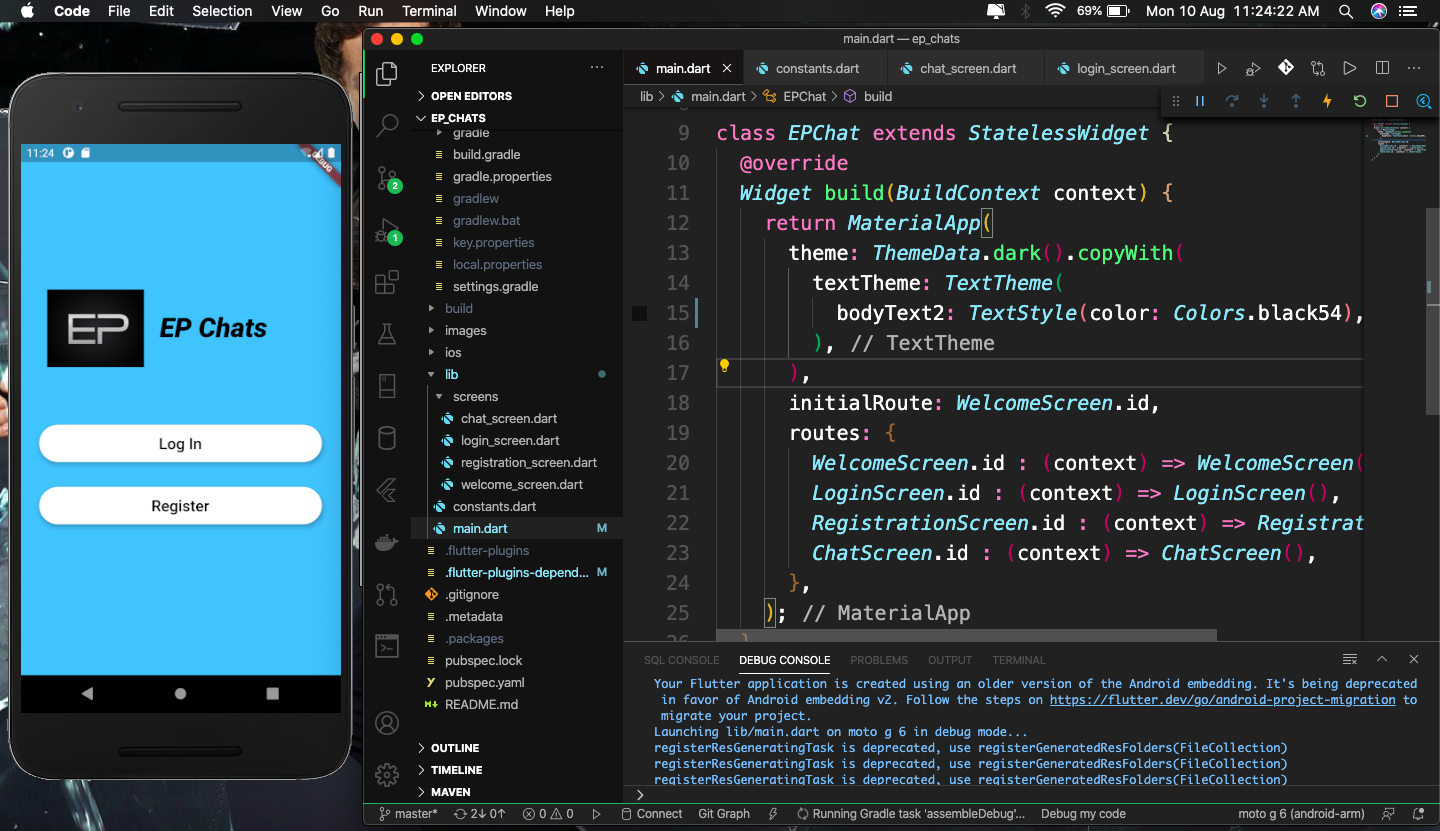 Code File Edit Selection View Go Run Terminal Window Help 69% Mon 10 Aug 11:24:22 AM
main.dart — ep_chats
11:24
DEBUG
EP EP Chats
Log In
Register
EXPLORER
OPEN EDITORS
EP_CHATS
gradle
build.gradle
gradle.properties
gradlew
gradlew.bat
key.properties
local.properties
settings.gradle
build
images
ios
lib
screens
chat_screen.dart
login_screen.dart
registration_screen.dart
welcome_screen.dart
constants.dart
main.dart M
.flutter-plugins
.flutter-plugins-depend... M
.gitignore
.metadata
.packages
pubspec.lock
pubspec.yaml
README.md
OUTLINE
TIMELINE
MAVEN
2
1
main.dart constants.dart chat_screen.dart login_screen.dart
lib > main.dart > EPChat > build
9 class EPChat extends StatelessWidget {
10 @override
11 Widget build(BuildContext context) {
12 return MaterialApp(
13 theme: ThemeData.dark().copyWith(
14 textTheme: TextTheme(
15 bodyText2: TextStyle(color: Colors.black54),
16 ), // TextTheme
17 ),
18 initialRoute: WelcomeScreen.id,
19 routes: {
20 WelcomeScreen.id : (context) => WelcomeScreen(
21 LoginScreen.id : (context) => LoginScreen(),
22 RegistrationScreen.id : (context) => Registrat
23 ChatScreen.id : (context) => ChatScreen(),
24 },
25 ); // MaterialApp
26 }
SQL CONSOLE DEBUG CONSOLE PROBLEMS OUTPUT TERMINAL
Your Flutter application is created using an older version of the Android embedding. It's being deprecated
in favor of Android embedding v2. Follow the steps on https://flutter.dev/go/android-project-migration to
migrate your project.
Launching lib/main.dart on moto g 6 in debug mode...
registerResGeneratingTask is deprecated, use registerGeneratedResFolders(FileCollection)
registerResGeneratingTask is deprecated, use registerGeneratedResFolders(FileCollection)
registerResGeneratingTask is deprecated, use registerGeneratedResFolders(FileCollection)
master* 2↓ 0↑ 0 0 Connect Git Graph Running Gradle task 'assembleDebug'... Debug my code moto g 6 (android-arm)